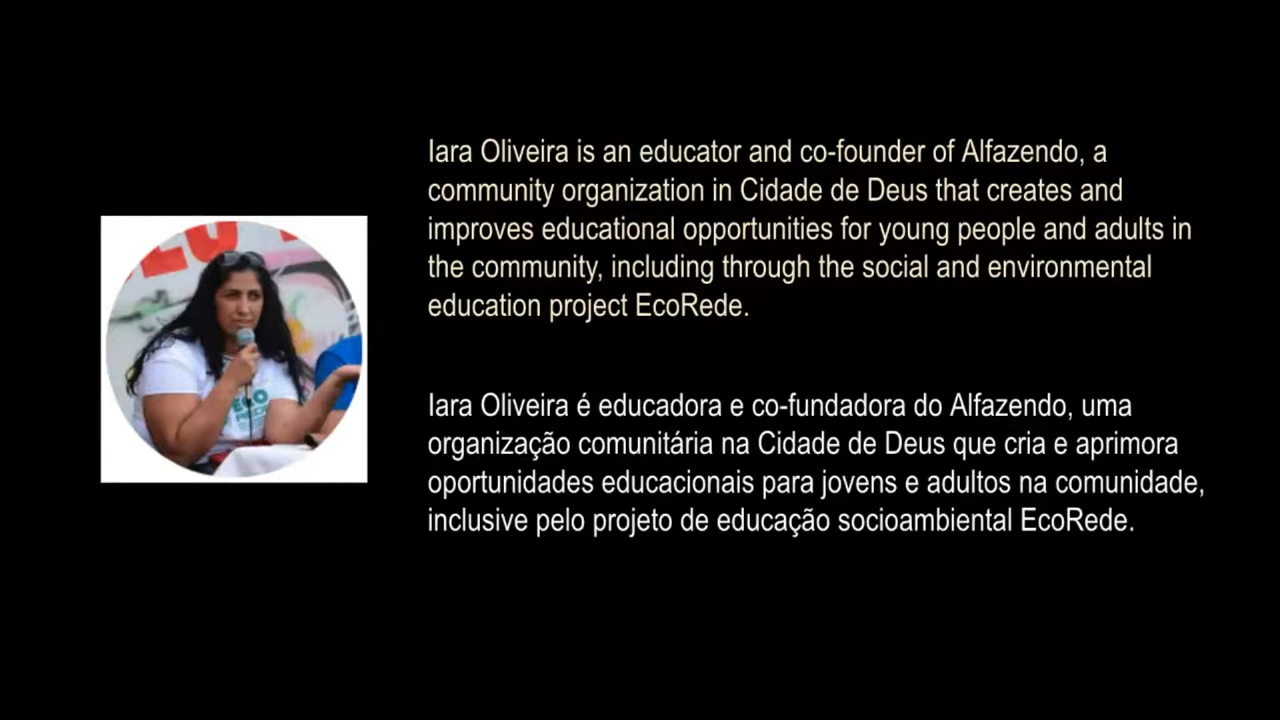 Iara Oliveira is an educator and co-founder of Alfazendo, a
community organization in Cidade de Deus that creates and
improves educational opportunities for young people and adults in
the community, including through the social and environmental
education project EcoRede.
Iara Oliveira é educadora e co-fundadora do Alfazendo, uma
organização comunitária na Cidade de Deus que cria e aprimora
oportunidades educacionais para jovens e adultos na comunidade,
inclusive pelo projeto de educação socioambiental EcoRede.
ECO